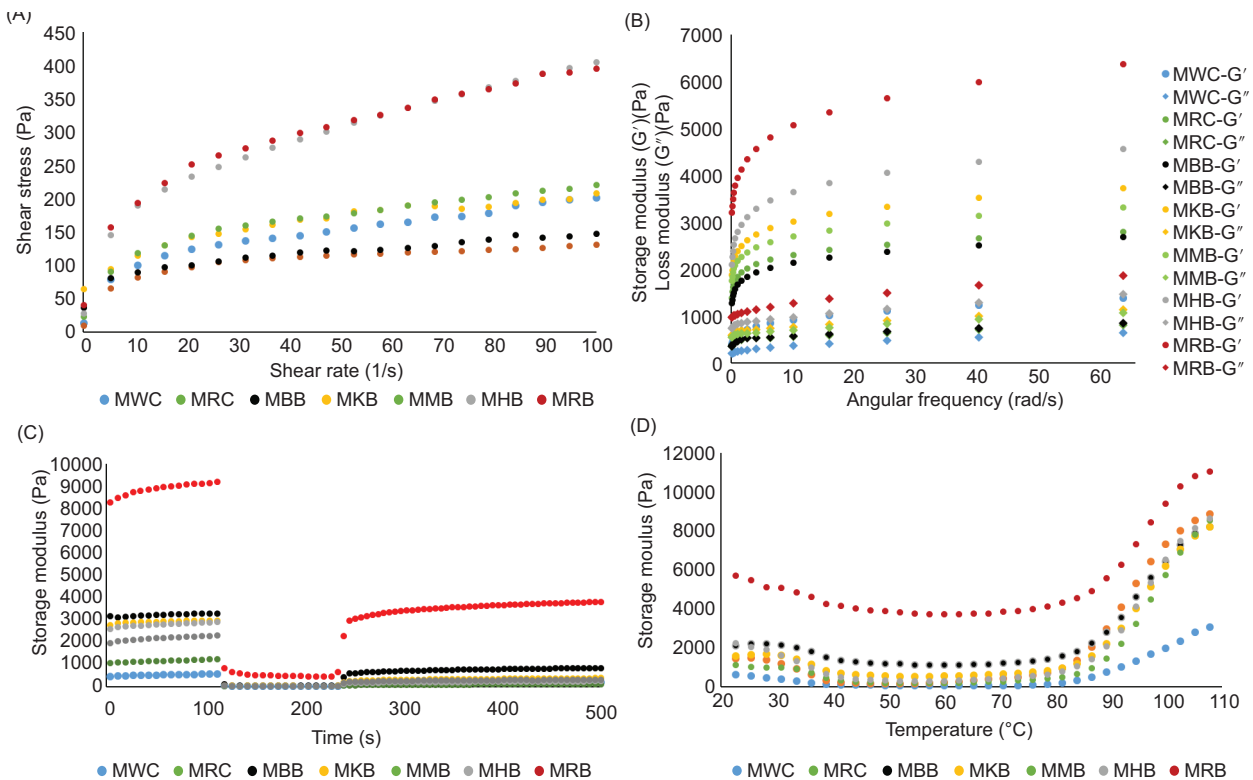 (A)
Shear stress (Pa)
450
400
350
300
250
200
150
100
50
0
0 10 20 30 40 50 60 70 80 90 100
Shear rate (1/s)
MWC MRC MBB MKB MMB MHB MRB
(B)
Storage modulus (G′)(Pa)
Loss modulus (G″)(Pa)
7000
6000
5000
4000
3000
2000
1000
0
0 10 20 30 40 50 60
Angular frequency (rad/s)
MWC-G′
MWC-G″
MRC-G′
MRC-G″
MBB-G′
MBB-G″
MKB-G′
MKB-G″
MMB-G′
MMB-G″
MHB-G′
MHB-G″
MRB-G′
MRB-G″
(C)
Storage modulus (Pa)
10000
9000
8000
7000
6000
5000
4000
3000
2000
1000
0
0 100 200 300 400 500
Time (s)
MWC MRC MBB MKB MMB MHB MRB
(D)
Storage moulus (Pa)
12000
10000
8000
6000
4000
2000
0
20 30 40 50 60 70 80 90 100 110
Temperature (°C)
MWC MRC MBB MKB MMB MHB MRB